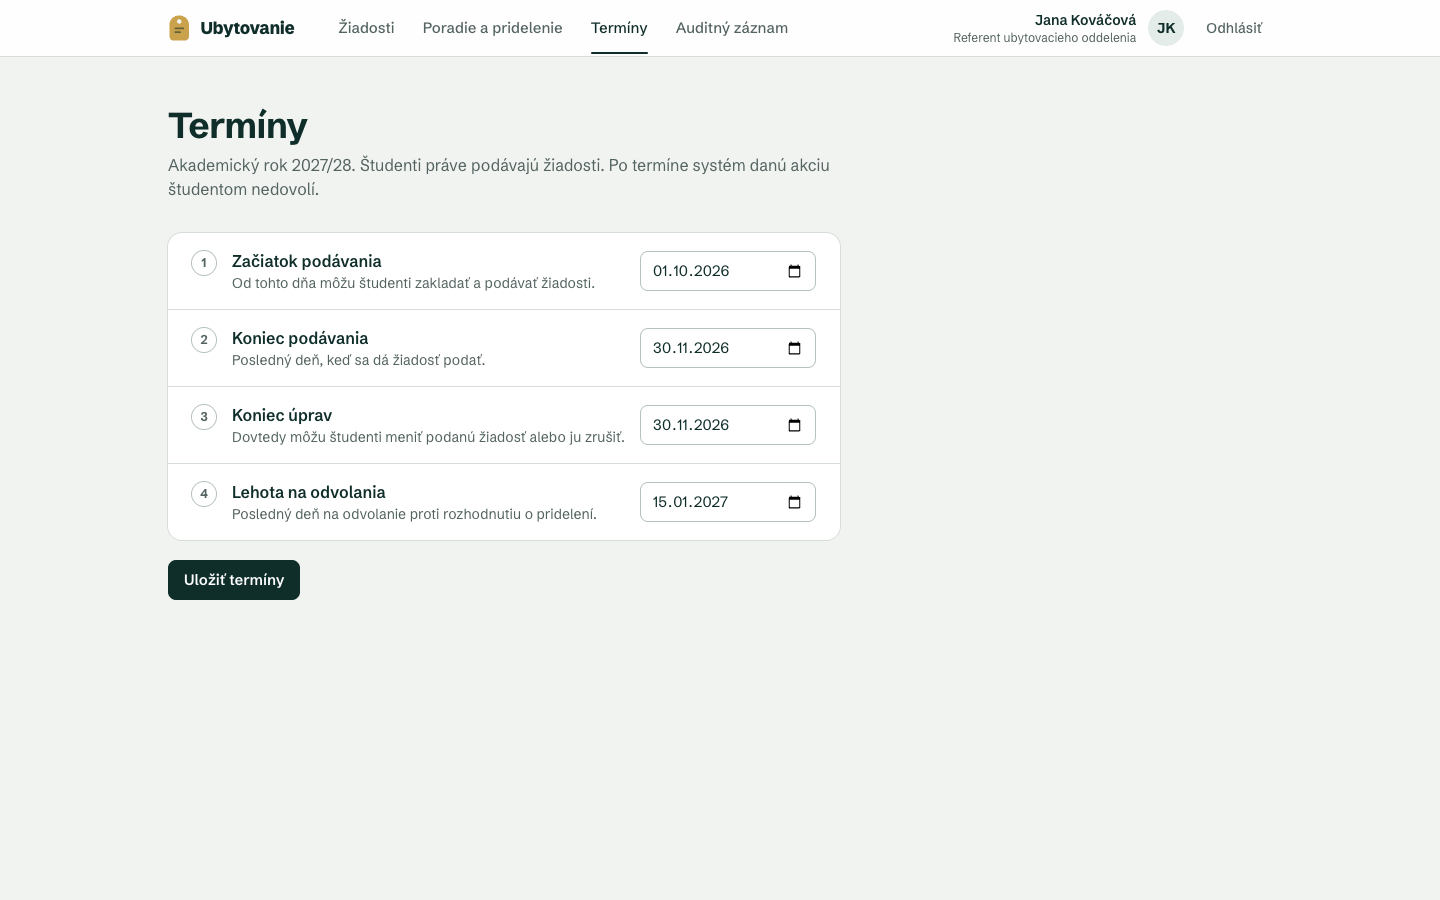 Ubytovanie
Žiadosti
Poradie a pridelenie
Termíny
Auditný záznam
Jana Kováčová
Referent ubytovacieho oddelenia
JK
Odhlásiť
Termíny
Akademický rok 2027/28. Študenti práve podávajú žiadosti. Po termíne systém danú akciu
študentom nedovolí.
1
Začiatok podávania
Od tohto dňa môžu študenti zakladať a podávať žiadosti.
01.10.2026
2
Koniec podávania
Posledný deň, keď sa dá žiadosť podať.
30.11.2026
3
Koniec úprav
Dovtedy môžu študenti meniť podanú žiadosť alebo ju zrušiť.
30.11.2026
4
Lehota na odvolania
Posledný deň na odvolanie proti rozhodnutiu o pridelení.
15.01.2027
Uložiť termíny